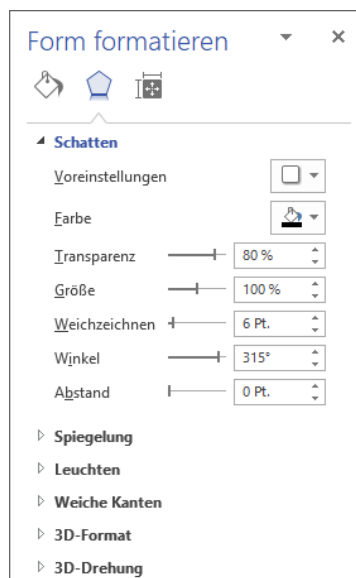 Form formatieren
Schatten
Voreinstellungen
Farbe
Transparenz 80 %
Größe 100 %
Weichzeichnen 6 Pt.
Winkel 315°
Abstand 0 Pt.
Spiegelung
Leuchten
Weiche Kanten
3D-Format
3D-Drehung